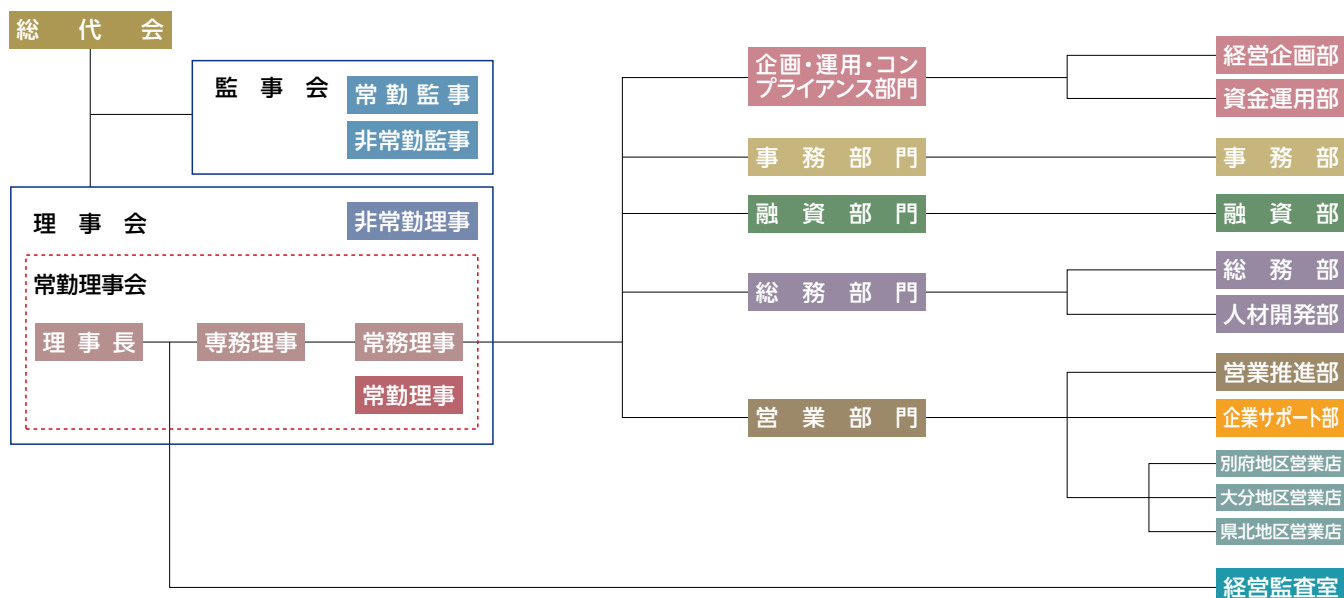 総代会
監事会
常勤監事
非常勤監事
理事会
非常勤理事
常勤理事会
理事長
専務理事
常務理事
常勤理事
企画・運用・コン
プライアンス部門
事務部門
融資部門
総務部門
営業部門
経営企画部
資金運用部
事務部
融資部
総務部
人材開発部
営業推進部
企業サポート部
別府地区営業店
大分地区営業店
県北地区営業店
経営監査室